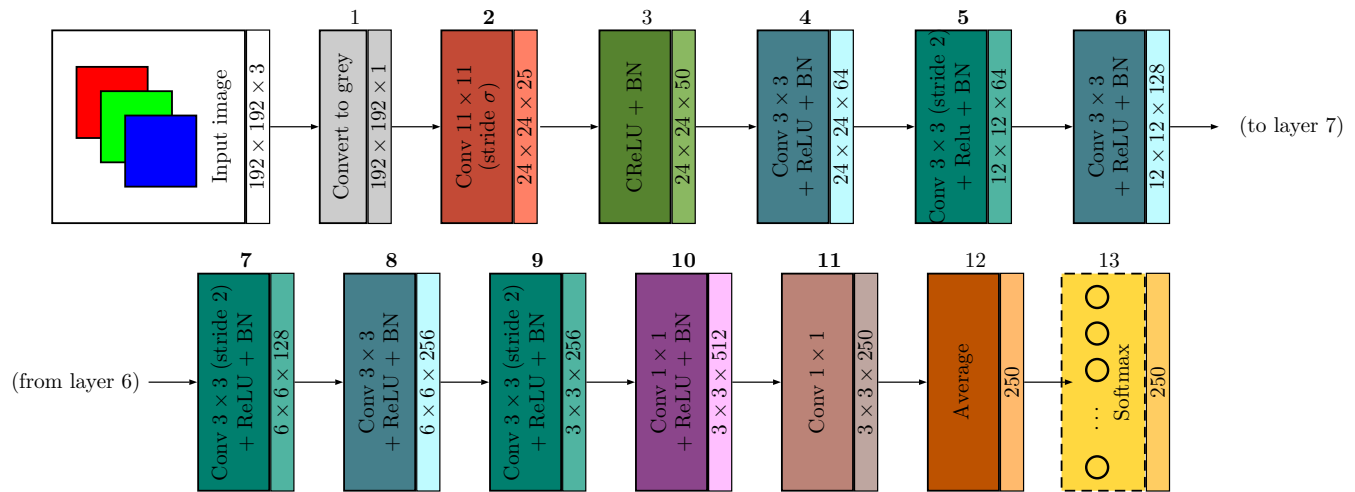 1
2
3
4
5
6
Input image
192 × 192 × 3
Convert to grey
192 × 192 × 1
Conv 11 × 11
(stride σ)
24 × 24 × 25
CReLU + BN
24 × 24 × 50
Conv 3 × 3
+ ReLU + BN
24 × 24 × 64
Conv 3 × 3 (stride 2)
+ Relu + BN
12 × 12 × 64
Conv 3 × 3
+ ReLU + BN
12 × 12 × 128
(to layer 7)
7
8
9
10
11
12
13
(from layer 6)
Conv 3 × 3 (stride 2)
+ ReLU + BN
6 × 6 × 128
Conv 3 × 3
+ ReLU + BN
6 × 6 × 256
Conv 3 × 3 (stride 2)
+ ReLU + BN
3 × 3 × 256
Conv 1 × 1
+ ReLU + BN
3 × 3 × 512
Conv 1 × 1
3 × 3 × 250
Average
250
...
Softmax
250